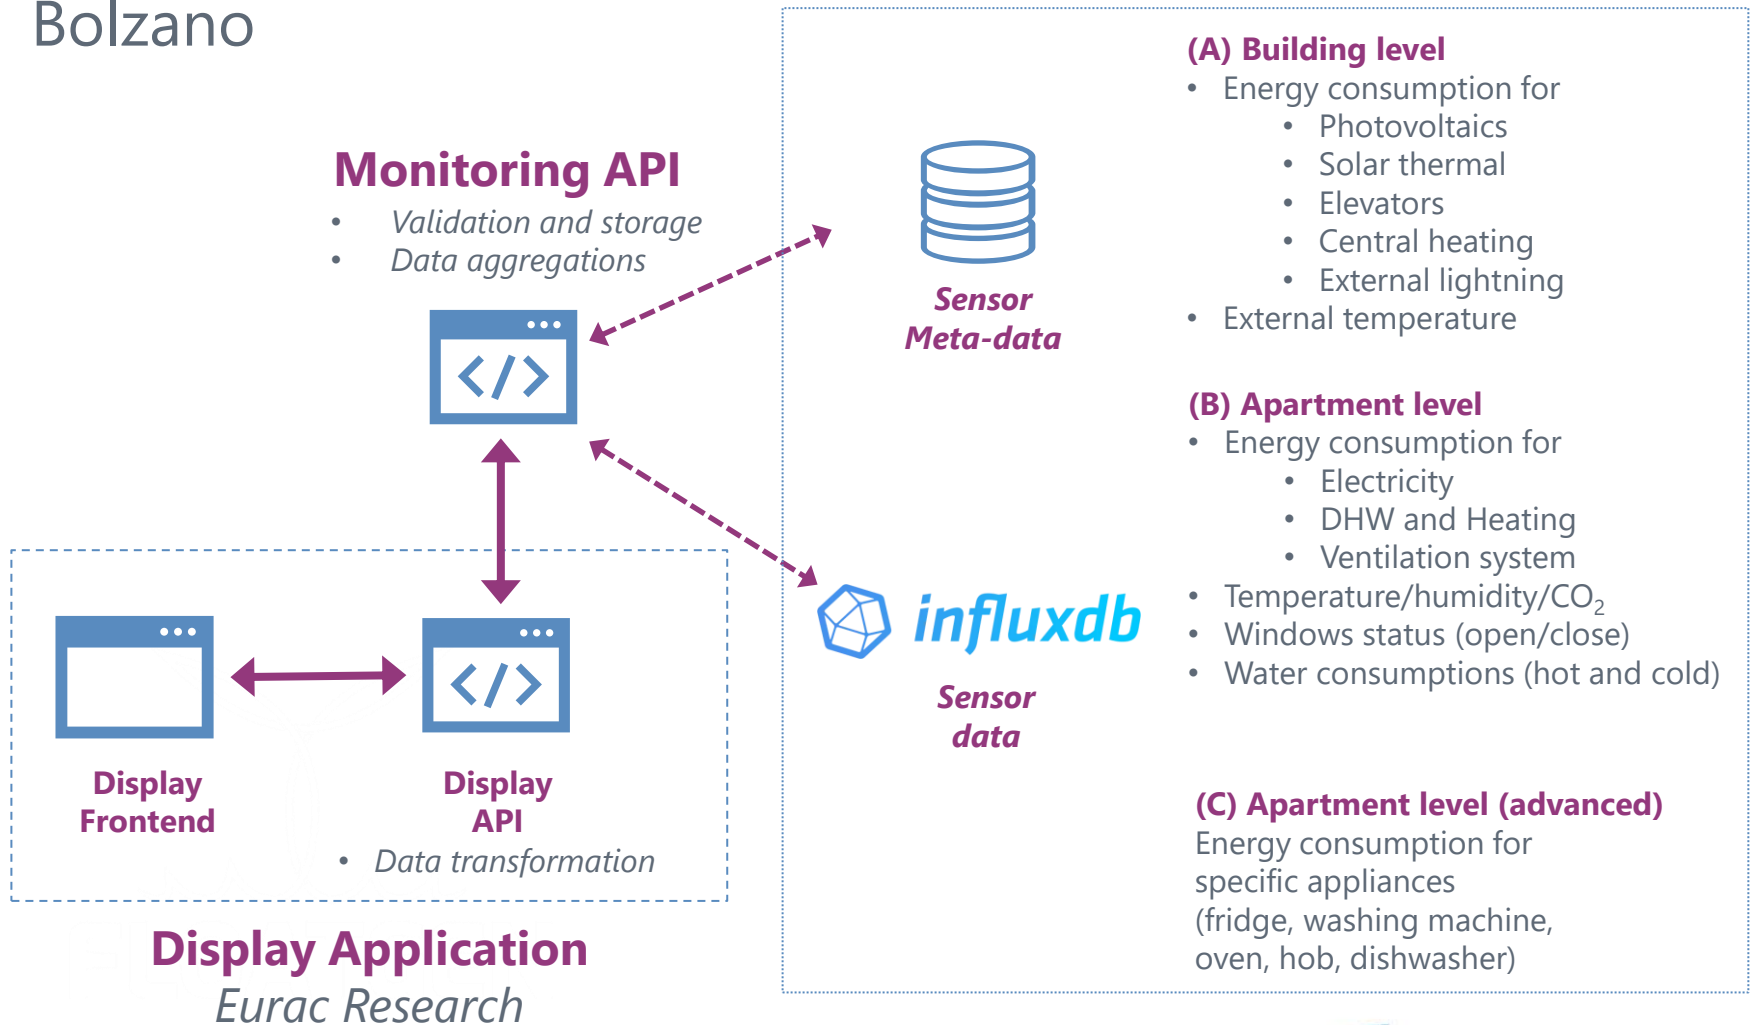 Bolzano
Monitoring API
• Validation and storage
• Data aggregations
</>
Display
Frontend
</>
Display
API
• Data transformation
Display Application
Eurac Research
Sensor
Meta-data
influxdb
Sensor
data
(A) Building level
• Energy consumption for
• Photovoltaics
• Solar thermal
• Elevators
• Central heating
• External lightning
• External temperature
(B) Apartment level
• Energy consumption for
• Electricity
• DHW and Heating
• Ventilation system
• Temperature/humidity/CO₂
• Windows status (open/close)
• Water consumptions (hot and cold)
(C) Apartment level (advanced)
Energy consumption for
specific appliances
(fridge, washing machine,
oven, hob, dishwasher)